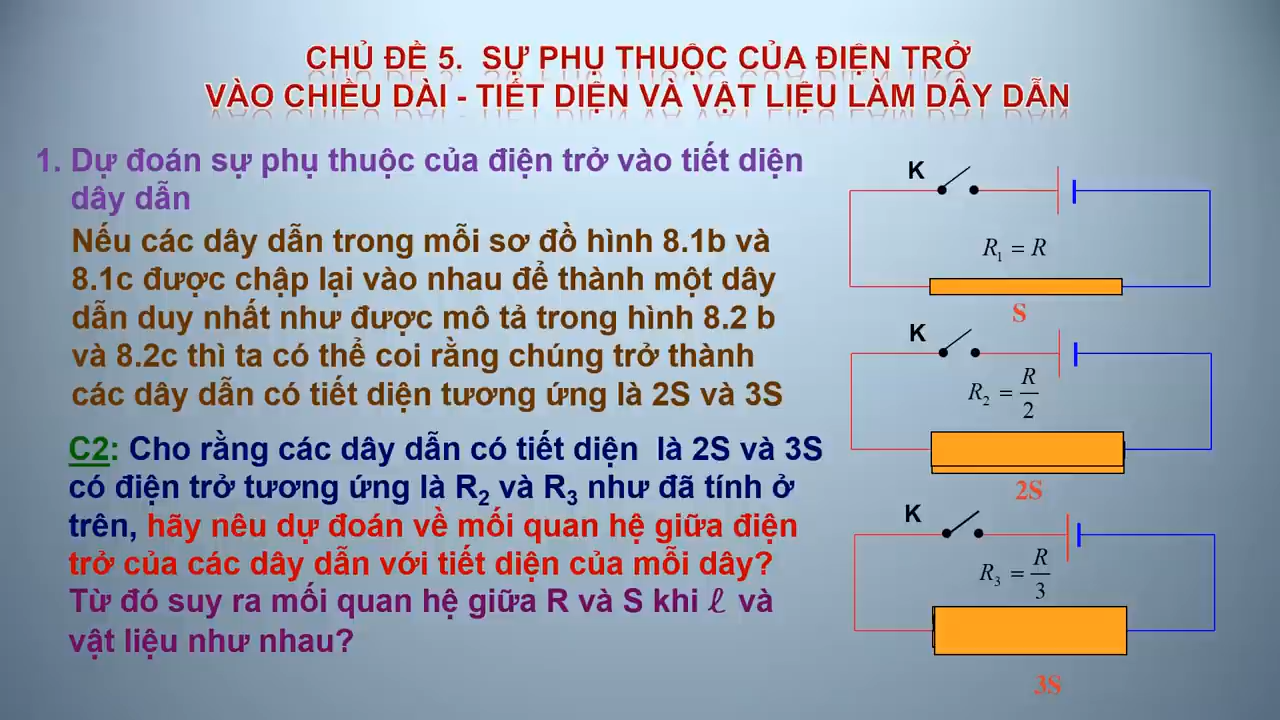 CHỦ ĐỀ 5. SỰ PHỤ THUỘC CỦA ĐIỆN TRỞ
VÀO CHIỀU DÀI - TIẾT DIỆN VÀ VẬT LIỆU LÀM DÂY DẪN
1. Dự đoán sự phụ thuộc của điện trở vào tiết diện
dây dẫn
Nếu các dây dẫn trong mỗi sơ đồ hình 8.1b và
8.1c được chập lại vào nhau để thành một dây
dẫn duy nhất như được mô tả trong hình 8.2 b
và 8.2c thì ta có thể coi rằng chúng trở thành
các dây dẫn có tiết diện tương ứng là 2S và 3S
C2: Cho rằng các dây dẫn có tiết diện là 2S và 3S
có điện trở tương ứng là R₂ và R₃ như đã tính ở
trên, hãy nêu dự đoán về mối quan hệ giữa điện
trở của các dây dẫn với tiết diện của mỗi dây?
Từ đó suy ra mối quan hệ giữa R và S khi ℓ và
vật liệu như nhau?
K
R₁ = R
S
K
R₂ = R/2
2S
K
R₃ = R/3
3S